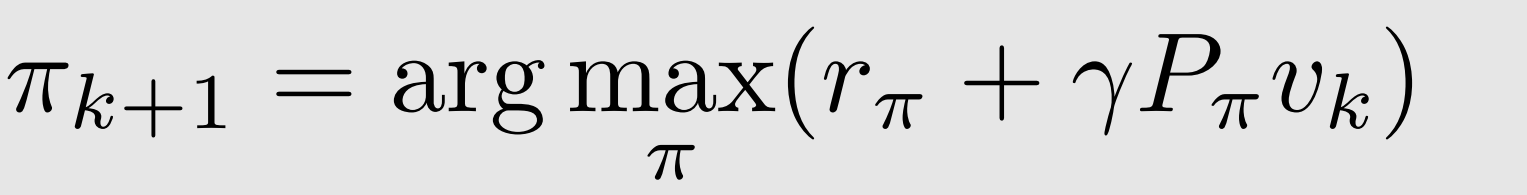 π_{k+1} = arg max_π (r_π + γP_π v_k)